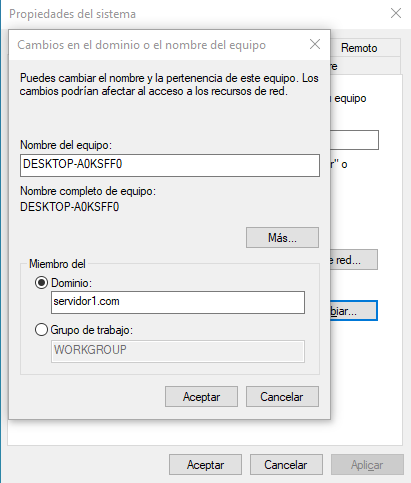 Propiedades del sistema
Cambios en el dominio o el nombre del equipo
Remoto
re
Puedes cambiar el nombre y la pertenencia de este equipo. Los
cambios podrían afectar al acceso a los recursos de red.
equipo
Nombre del equipo:
DESKTOP-A0KSFF0
" o
Nombre completo de equipo:
DESKTOP-A0KSFF0
Más...
e red...
Miembro del
Dominio:
servidor1.com
biar...
Grupo de trabajo:
WORKGROUP
Aceptar
Cancelar
Aceptar
Cancelar
Aplicar